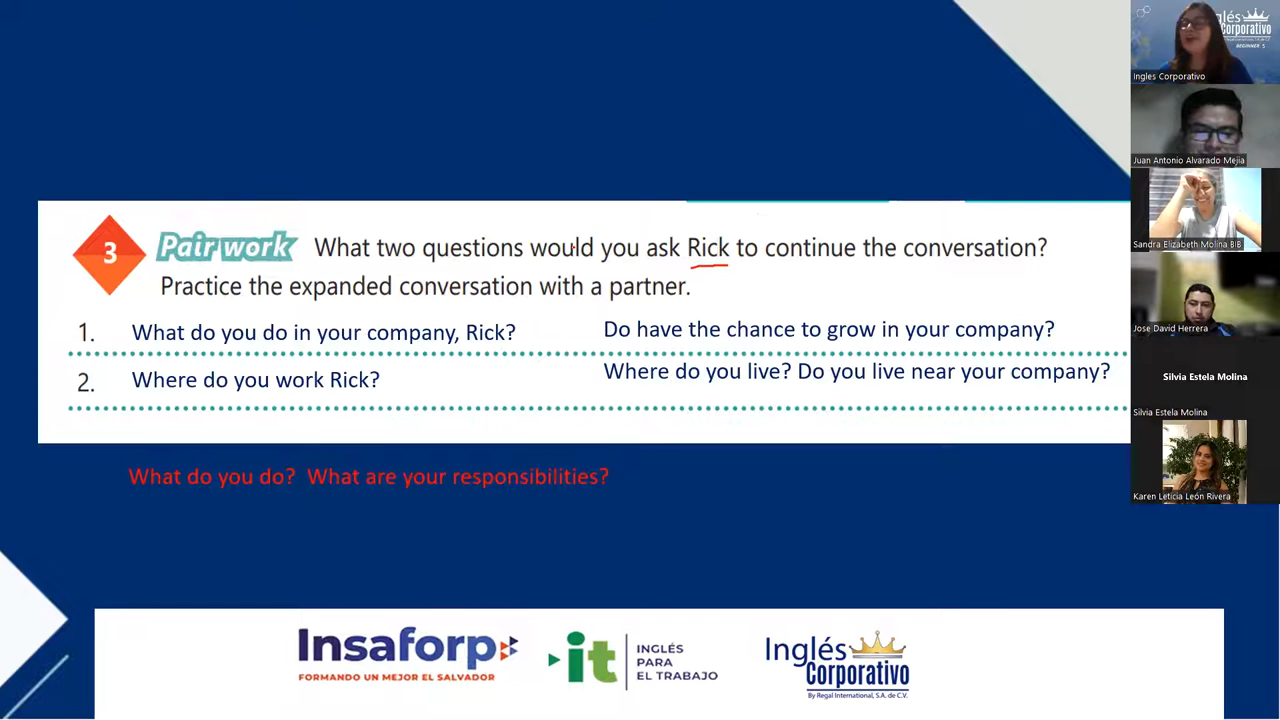 3
Pair work What two questions would you ask Rick to continue the conversation?
Practice the expanded conversation with a partner.
1. What do you do in your company, Rick? Do have the chance to grow in your company?
2. Where do you work Rick? Where do you live? Do you live near your company?
What do you do? What are your responsibilities?
Insaforp
FORMANDO UN MEJOR EL SALVADOR
it
INGLÉS
PARA
EL TRABAJO
Inglés
Corporativo
By Regal International, S.A. de C.V.
glés
Corporativo
BEGINNER 5
Ingles Corporativo
Juan Antonio Alvarado Mejia
Sandra Elizabeth Molina BIB
Jose David Herrera
Silvia Estela Molina
Silvia Estela Molina
Karen Leticia León Rivera